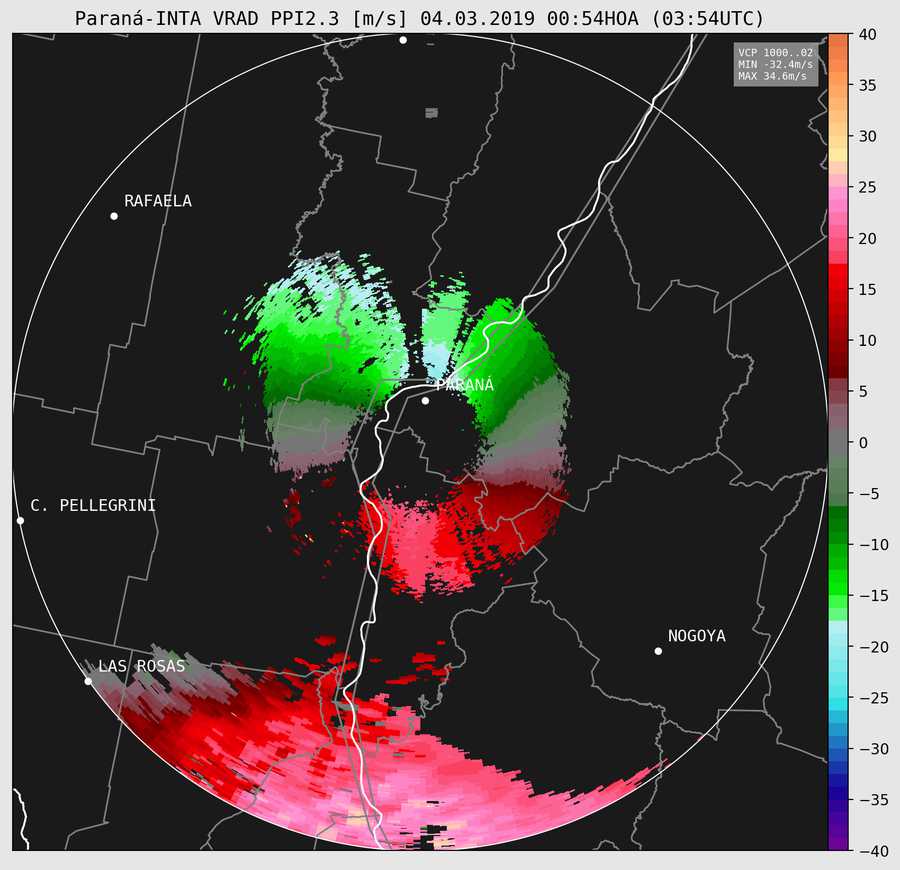 Paraná-INTA VRAD PPI2.3 [m/s] 04.03.2019 00:54HOA (03:54UTC)
VCP 1000..02
MIN -32.4m/s
MAX 34.6m/s
RAFAELA
PARANÁ
C. PELLEGRINI
NOGOYA
LAS ROSAS
40
35
30
25
20
15
10
5
0
−5
−10
−15
−20
−25
−30
−35
−40